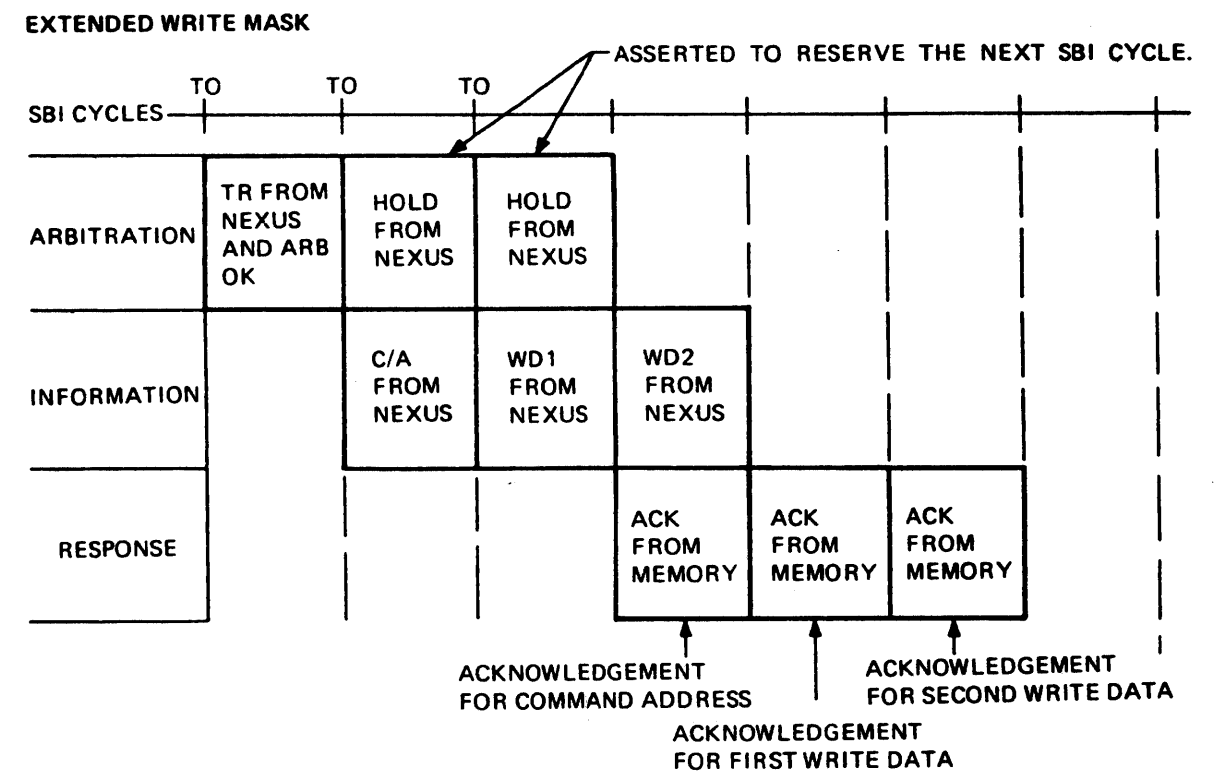 EXTENDED WRITE MASK
ASSERTED TO RESERVE THE NEXT SBI CYCLE.
TO TO TO
SBI CYCLES
ARBITRATION
TR FROM
NEXUS
AND ARB
OK
HOLD
FROM
NEXUS
HOLD
FROM
NEXUS
INFORMATION
C/A
FROM
NEXUS
WD1
FROM
NEXUS
WD2
FROM
NEXUS
RESPONSE
ACK
FROM
MEMORY
ACK
FROM
MEMORY
ACK
FROM
MEMORY
ACKNOWLEDGEMENT
FOR COMMAND ADDRESS
ACKNOWLEDGEMENT
FOR FIRST WRITE DATA
ACKNOWLEDGEMENT
FOR SECOND WRITE DATA